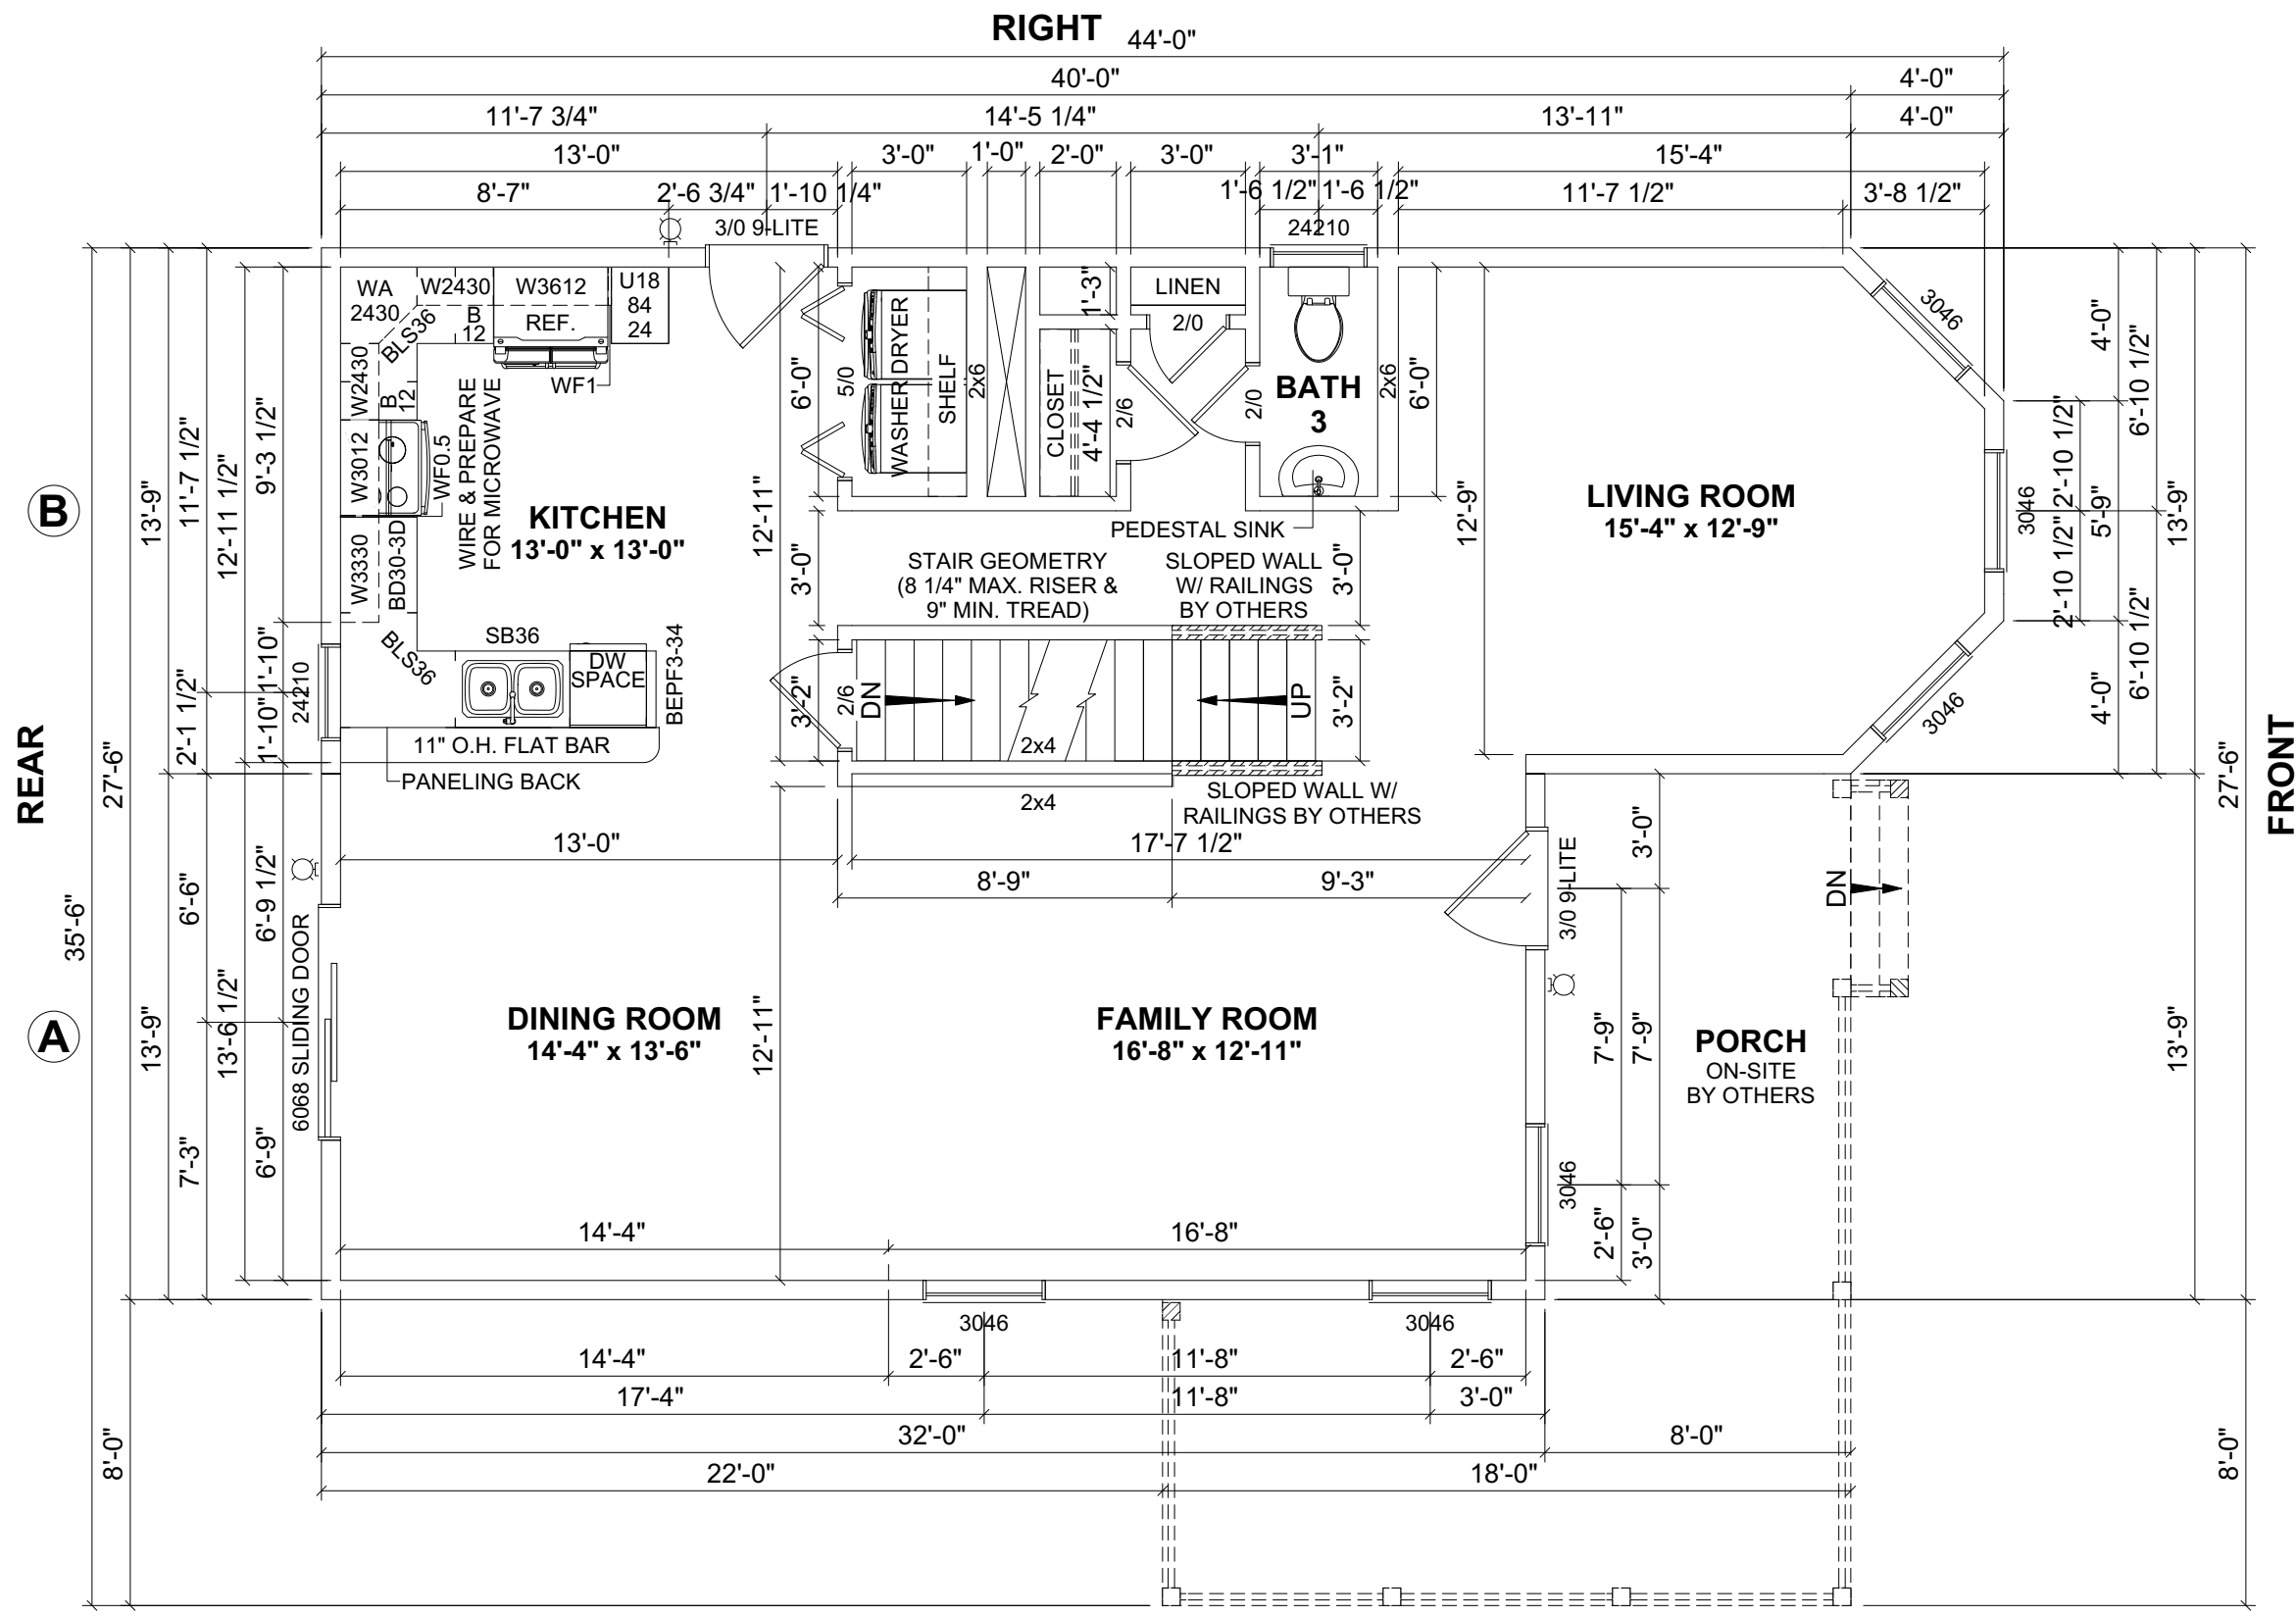 RIGHT
44'-0"
40'-0" 4'-0"
11'-7 3/4" 14'-5 1/4" 13'-11" 4'-0"
13'-0" 3'-0" 1'-0" 2'-0" 3'-0" 3'-1" 15'-4"
8'-7" 2'-6 3/4" 1'-10 1/4" 1'-6 1/2" 1'-6 1/2" 11'-7 1/2" 3'-8 1/2"
3/0 9-LITE 24210
WA
2430
W2430
W3612
REF.
U18
84
24
B
12
BLS36
W2430
B
12
WF1
W3012
WF0.5
WIRE & PREPARE
FOR MICROWAVE
W3330
BD30-3D
KITCHEN
13'-0" x 13'-0"
BLS36
SB36
DW
SPACE
BEPF3-34
11" O.H. FLAT BAR
PANELING BACK
24210
6'-0"
5/0
WASHER
DRYER
SHELF
2x6
1'-3"
CLOSET
4'-4 1/2"
2/6
LINEN
2/0
2/0
BATH
3
2x6
6'-0"
PEDESTAL SINK
12'-11"
3'-0"
STAIR GEOMETRY
(8 1/4" MAX. RISER &
9" MIN. TREAD)
SLOPED WALL
W/ RAILINGS
BY OTHERS
3'-0"
12'-9"
LIVING ROOM
15'-4" x 12'-9"
3046
3046
3046
3'-2"
2/6
DN
2x4
UP
3'-2"
2x4
SLOPED WALL W/
RAILINGS BY OTHERS
4'-0"
2'-10 1/2"
2'-10 1/2"
5'-9"
4'-0"
6'-10 1/2"
6'-10 1/2"
13'-9"
27'-6"
FRONT
B
A
REAR
35'-6"
27'-6"
8'-0"
13'-9"
13'-9"
11'-7 1/2"
2'-1 1/2"
6'-6"
7'-3"
12'-11 1/2"
13'-6 1/2"
9'-3 1/2"
1'-10"
1'-10"
6'-9 1/2"
6'-9"
6068 SLIDING DOOR
13'-0" 17'-7 1/2"
8'-9" 9'-3"
3/0 9-LITE
3'-0"
DN
DINING ROOM
14'-4" x 13'-6"
12'-11"
FAMILY ROOM
16'-8" x 12'-11"
PORCH
ON-SITE
BY OTHERS
7'-9"
7'-9"
3046
2'-6"
3'-0"
13'-9"
8'-0"
14'-4" 16'-8"
3046 3046
14'-4" 2'-6" 11'-8" 2'-6"
17'-4" 11'-8" 3'-0"
32'-0" 8'-0"
22'-0" 18'-0"